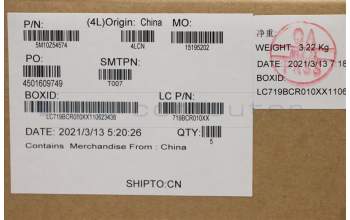 P/N:
(4L)Origin: China
MO:
5M10Z54574
4LCN
15195202
PO:
SMTPN:
4501609749
T007
BOXID:
LC P/N:
LC719BCR010XX110623408
719BCR010XX
DATE: 2021/3/13 5:20:26
QTY:
5
Contains Merchandise From : China
SHIPTO:CN
净重:
WEIGHT: 3.22 Kg
DATE 2021/3/13 7:18
BOXID
LC719BCR010XX1106
QA